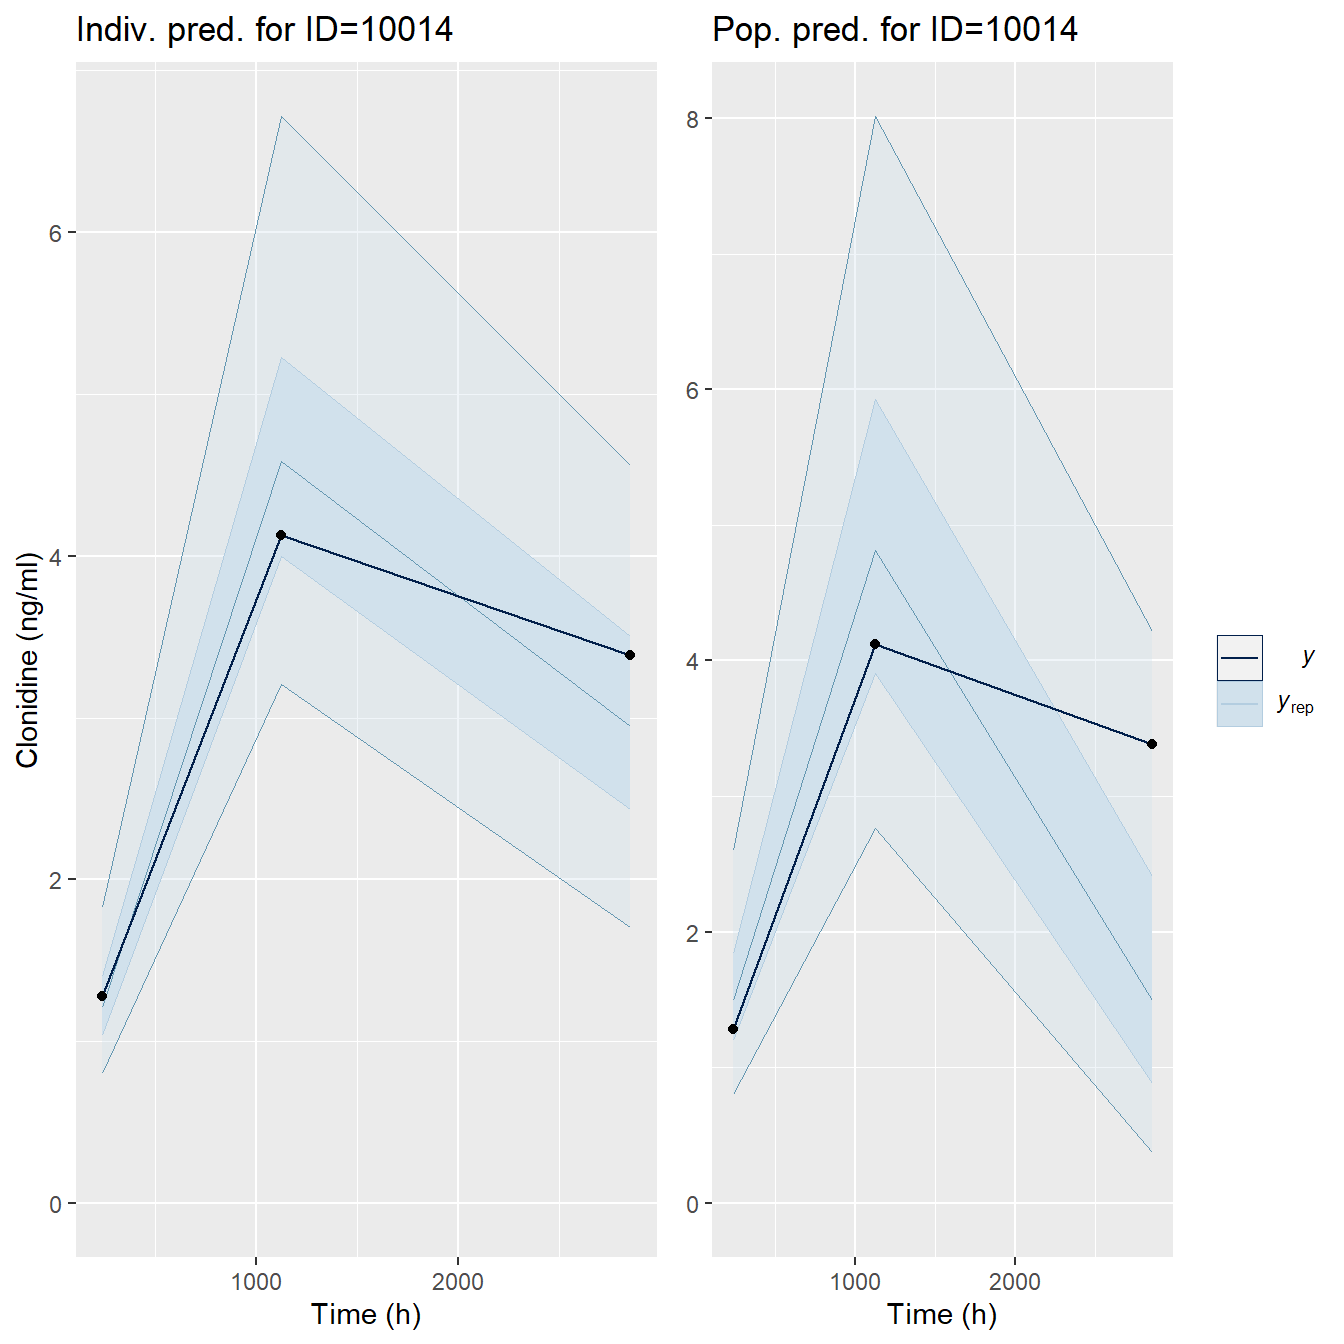 Indiv. pred. for ID=10014
Clonidine (ng/ml)
6
4
2
0
1000 2000
Time (h)
Pop. pred. for ID=10014
8
6
4
2
0
1000 2000
Time (h)
y
yrep